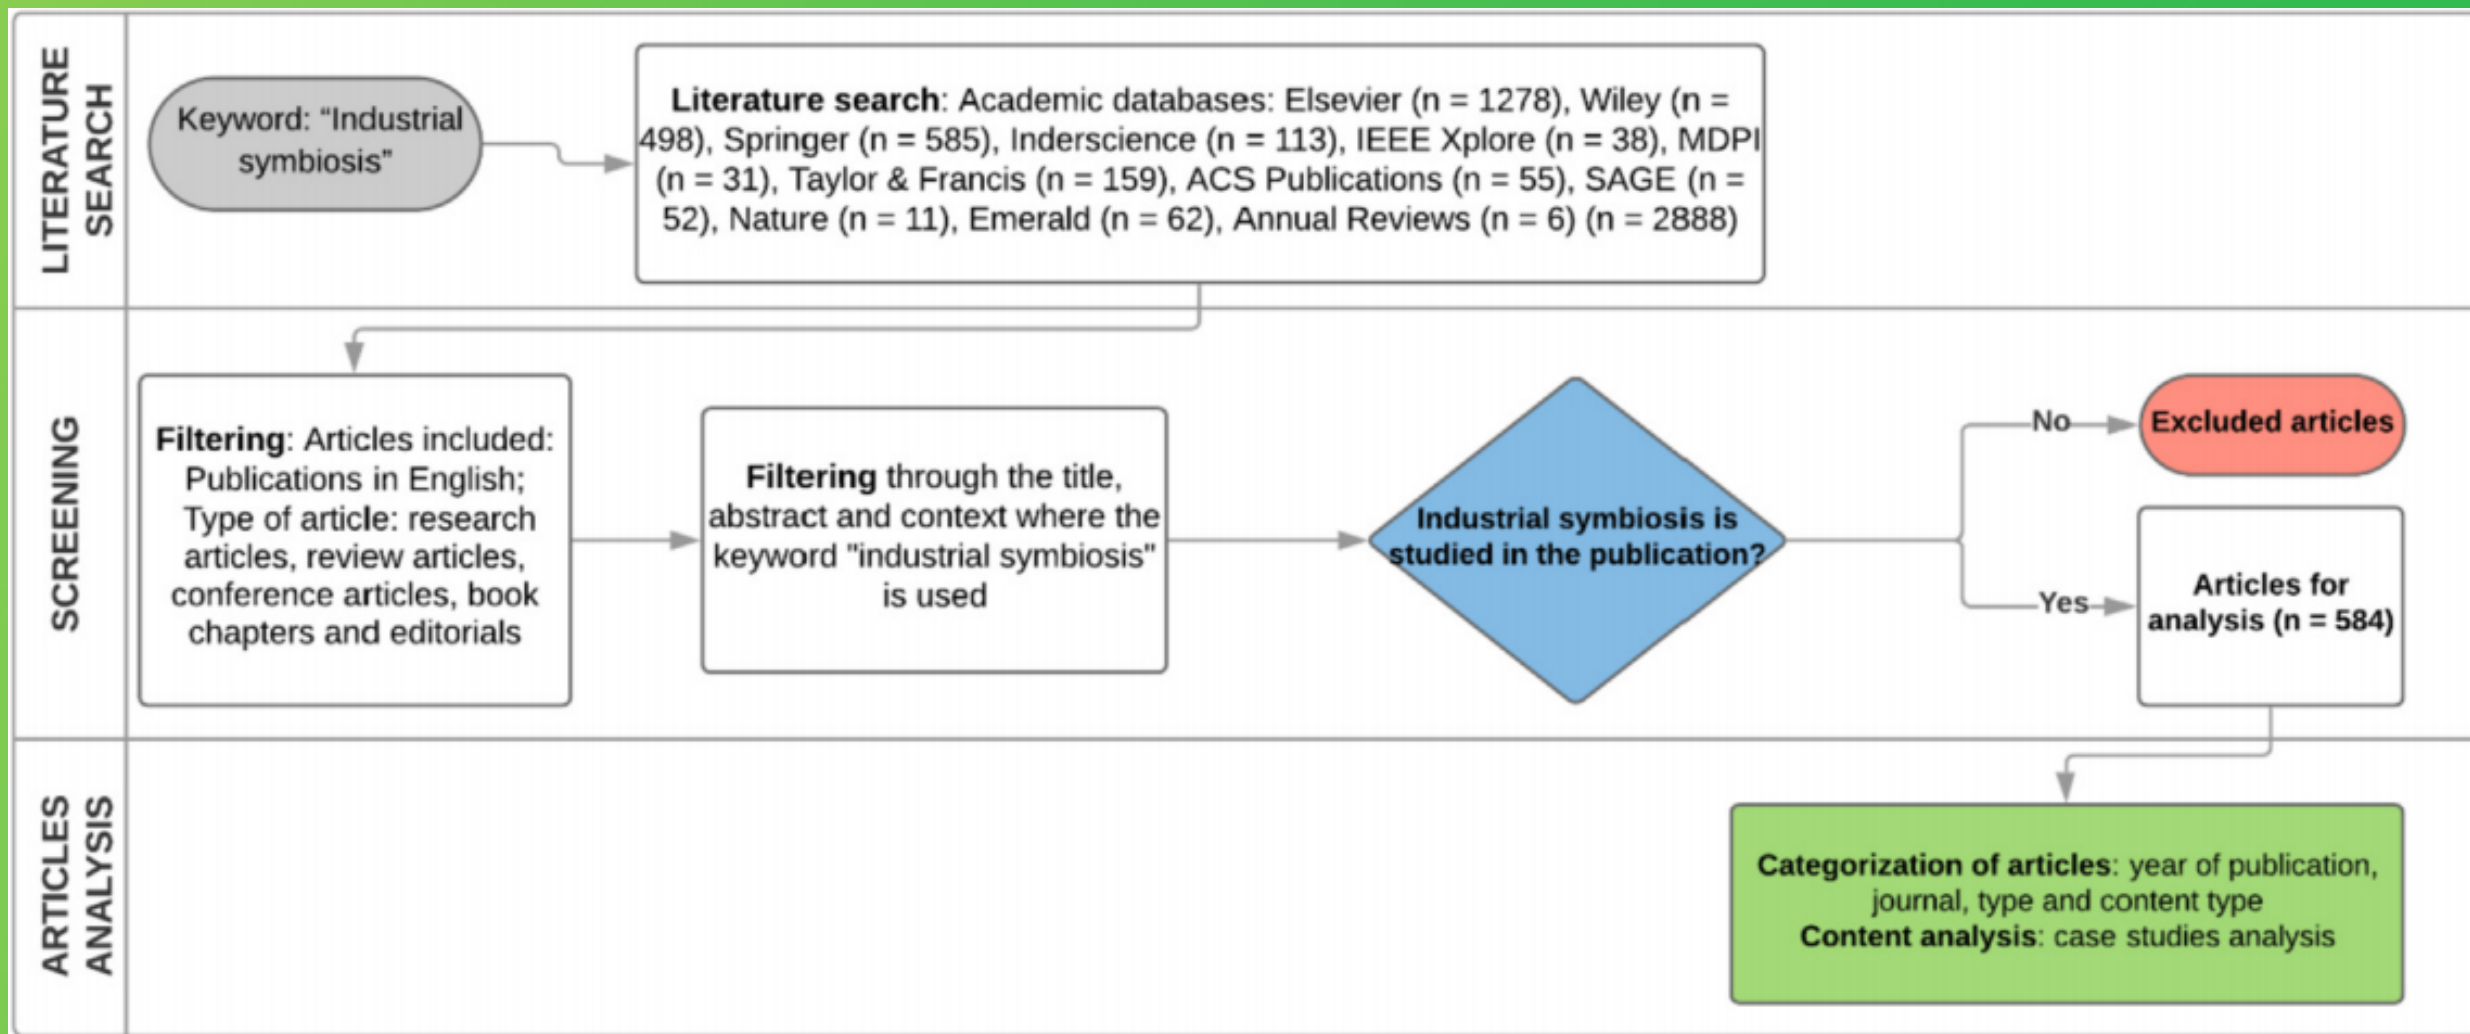 LITERATURE
SEARCH
Keyword: “Industrial
symbiosis”
Literature search: Academic databases: Elsevier (n = 1278), Wiley (n =
498), Springer (n = 585), Inderscience (n = 113), IEEE Xplore (n = 38), MDPI
(n = 31), Taylor & Francis (n = 159), ACS Publications (n = 55), SAGE (n =
52), Nature (n = 11), Emerald (n = 62), Annual Reviews (n = 6) (n = 2888)
SCREENING
Filtering: Articles included:
Publications in English;
Type of article: research
articles, review articles,
conference articles, book
chapters and editorials
Filtering through the title,
abstract and context where the
keyword "industrial symbiosis"
is used
Industrial symbiosis is
studied in the publication?
No
Excluded articles
Yes
Articles for
analysis (n = 584)
ARTICLES
ANALYSIS
Categorization of articles: year of publication,
journal, type and content type
Content analysis: case studies analysis